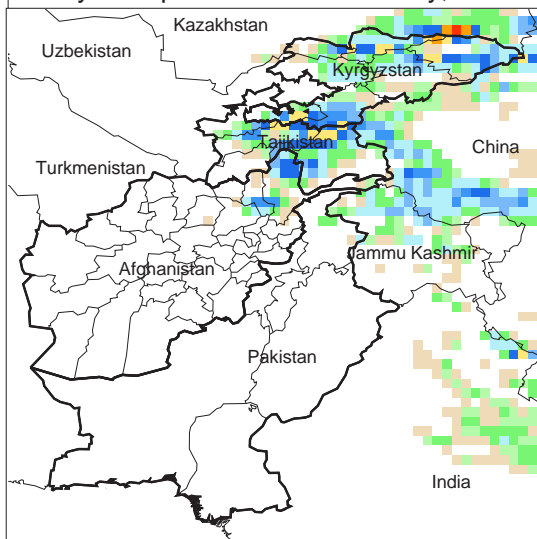 Kazakhstan
Uzbekistan
Kyrgyzstan
Tajikistan
China
Turkmenistan
Jammu Kashmir
Afghanistan
Pakistan
India